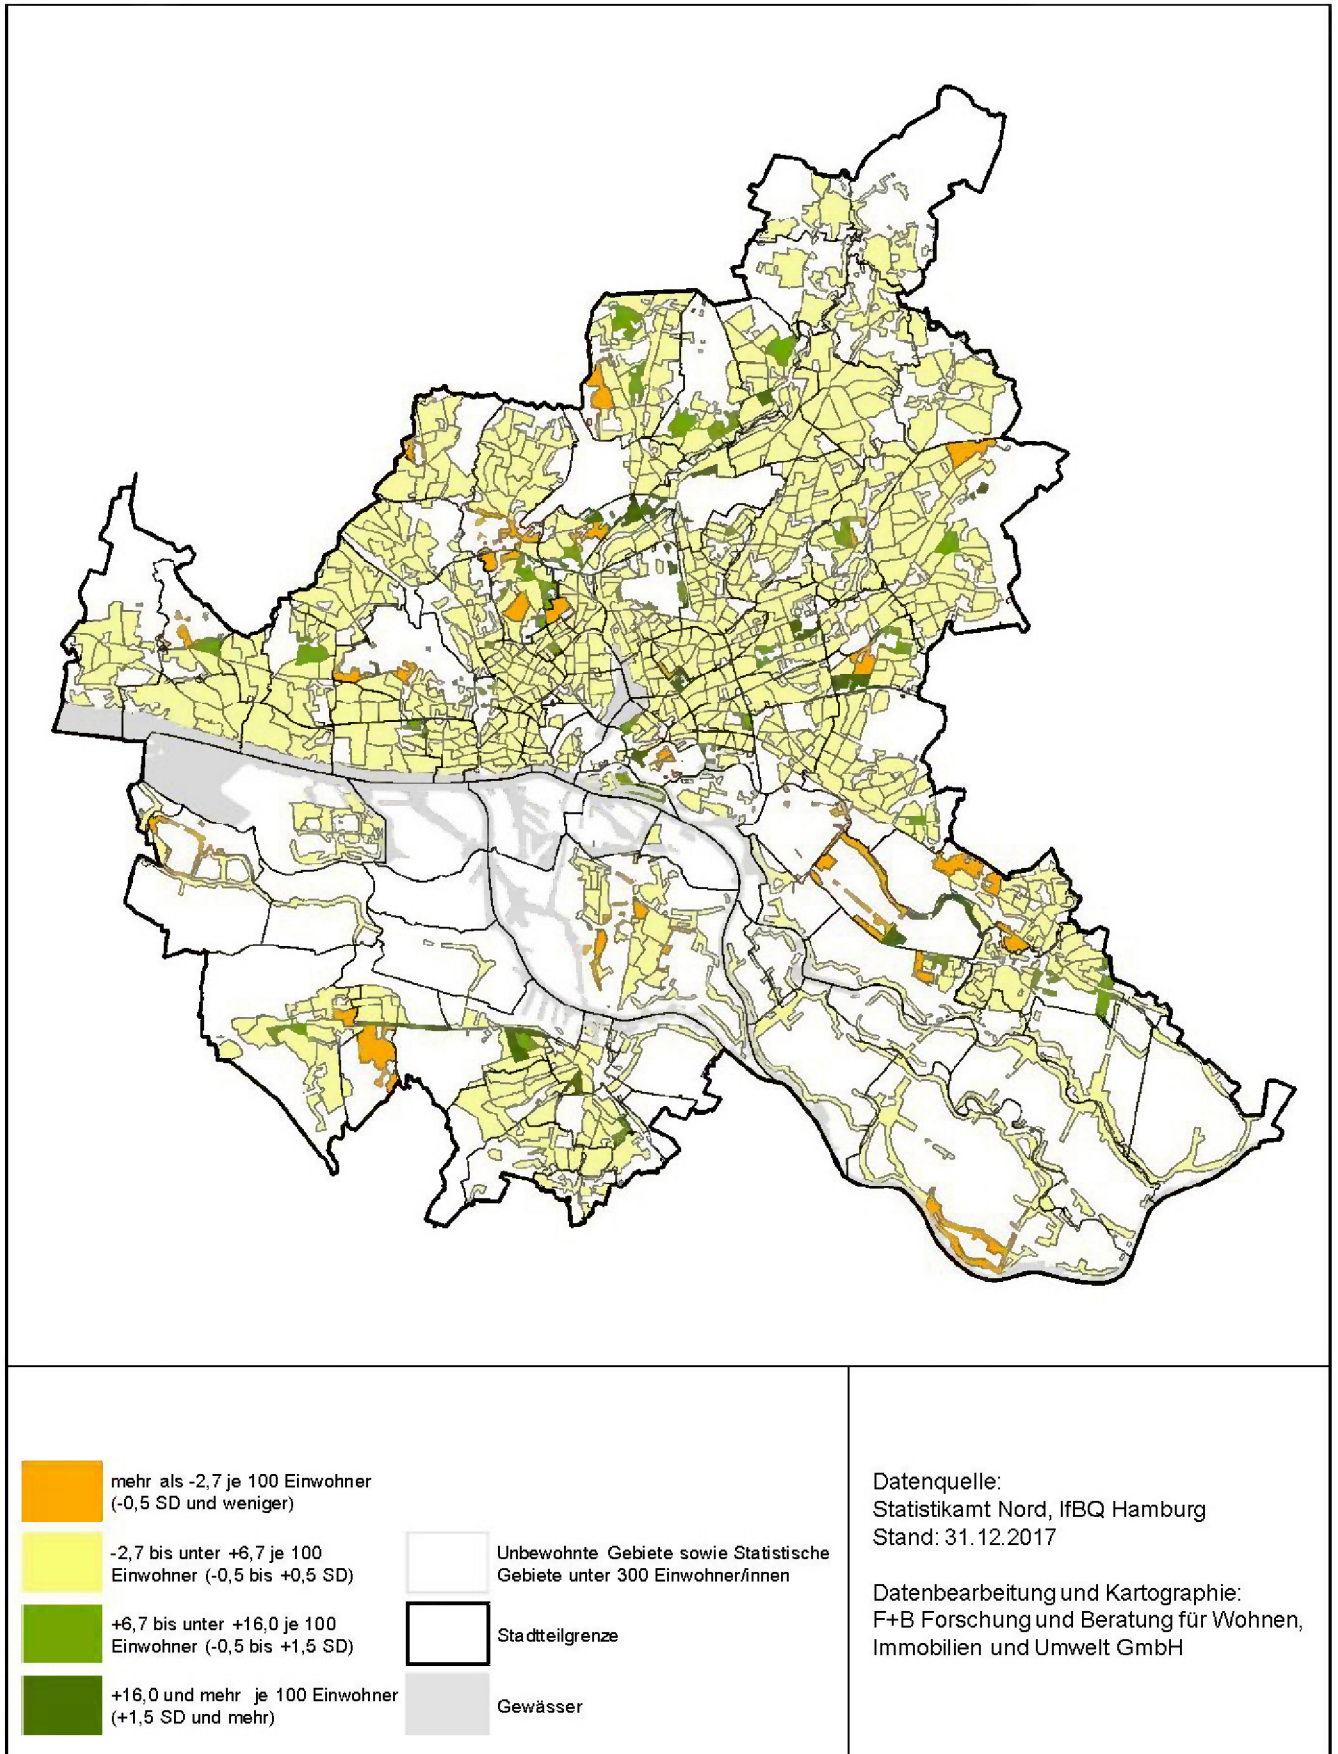 mehr als -2,7 je 100 Einwohner
(-0,5 SD und weniger)
-2,7 bis unter +6,7 je 100
Einwohner (-0,5 bis +0,5 SD)
+6,7 bis unter +16,0 je 100
Einwohner (-0,5 bis +1,5 SD)
+16,0 und mehr je 100 Einwohner
(+1,5 SD und mehr)
Unbewohnte Gebiete sowie Statistische
Gebiete unter 300 Einwohner/innen
Stadtteilgrenze
Gewässer
Datenquelle:
Statistikamt Nord, IfBQ Hamburg
Stand: 31.12.2017
Datenbearbeitung und Kartographie:
F+B Forschung und Beratung für Wohnen,
Immobilien und Umwelt GmbH